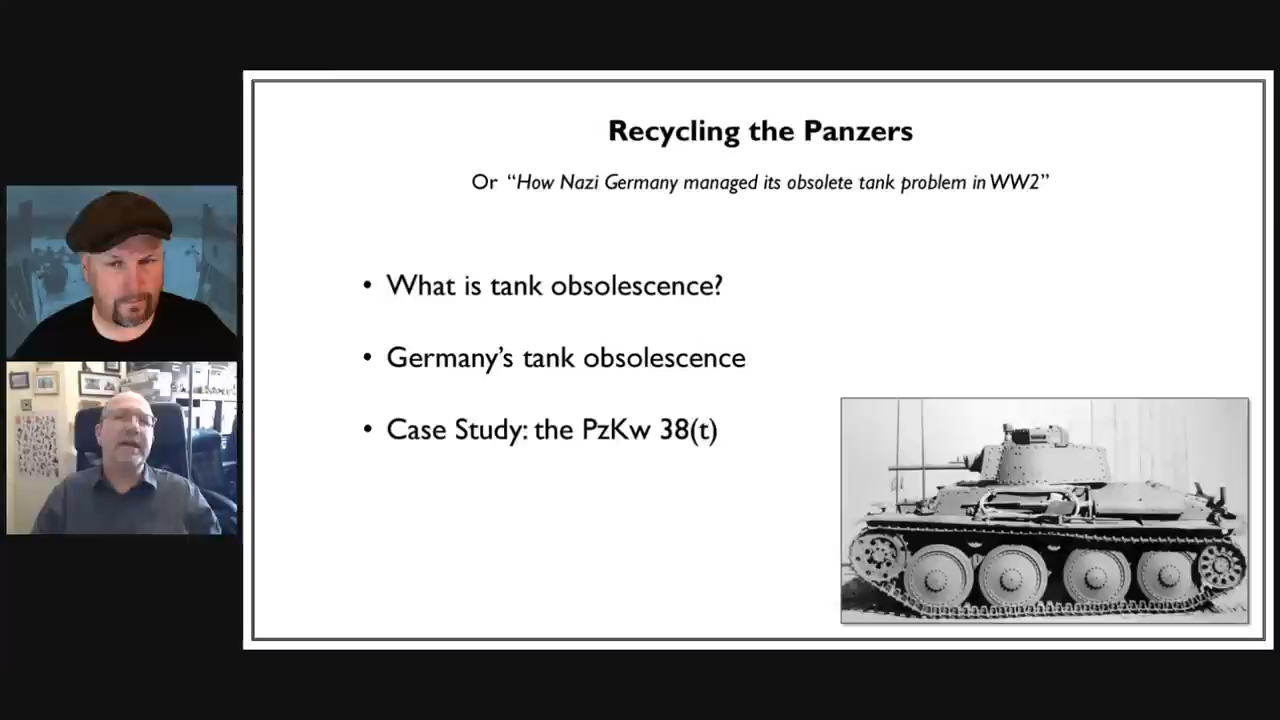 Recycling the Panzers
Or “How Nazi Germany managed its obsolete tank problem in WW2”
• What is tank obsolescence?
• Germany’s tank obsolescence
• Case Study: the PzKw 38(t)